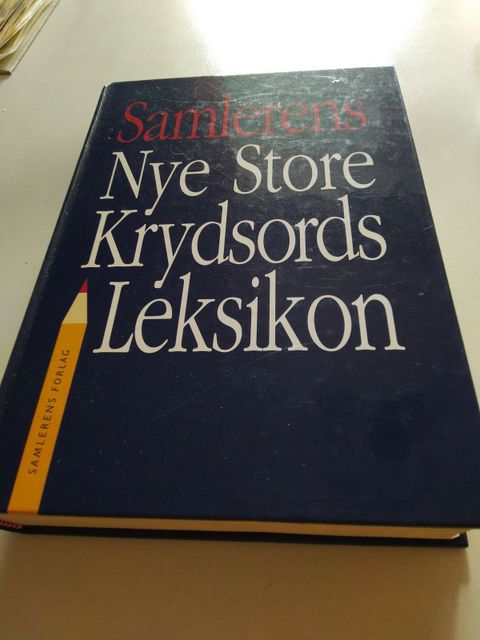 Samlerens
Nye Store
Krydsords
Leksikon
SAMLERENS FORLAG